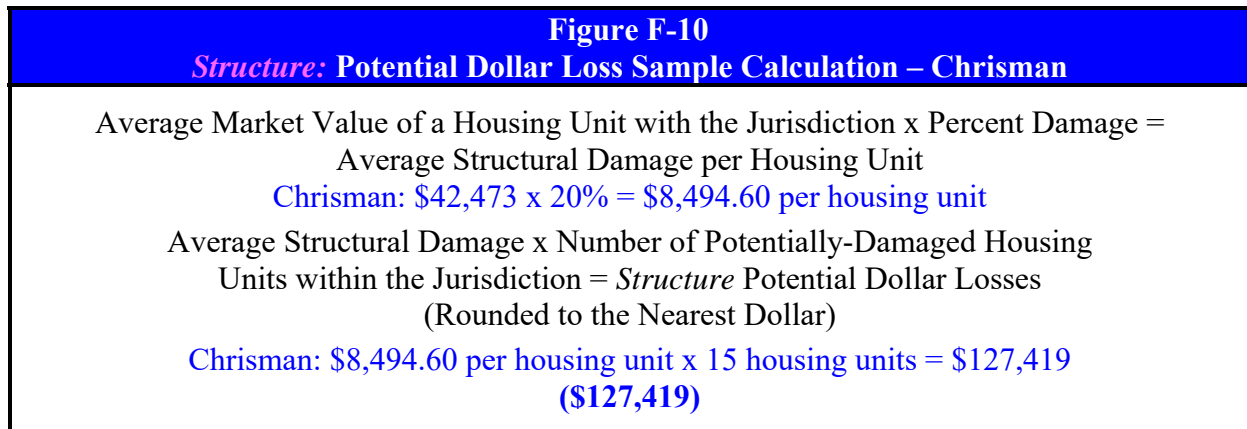 Figure F-10
Structure: Potential Dollar Loss Sample Calculation – Chrisman
Average Market Value of a Housing Unit with the Jurisdiction x Percent Damage =
Average Structural Damage per Housing Unit
Chrisman: $42,473 x 20% = $8,494.60 per housing unit
Average Structural Damage x Number of Potentially-Damaged Housing
Units within the Jurisdiction = Structure Potential Dollar Losses
(Rounded to the Nearest Dollar)
Chrisman: $8,494.60 per housing unit x 15 housing units = $127,419
($127,419)